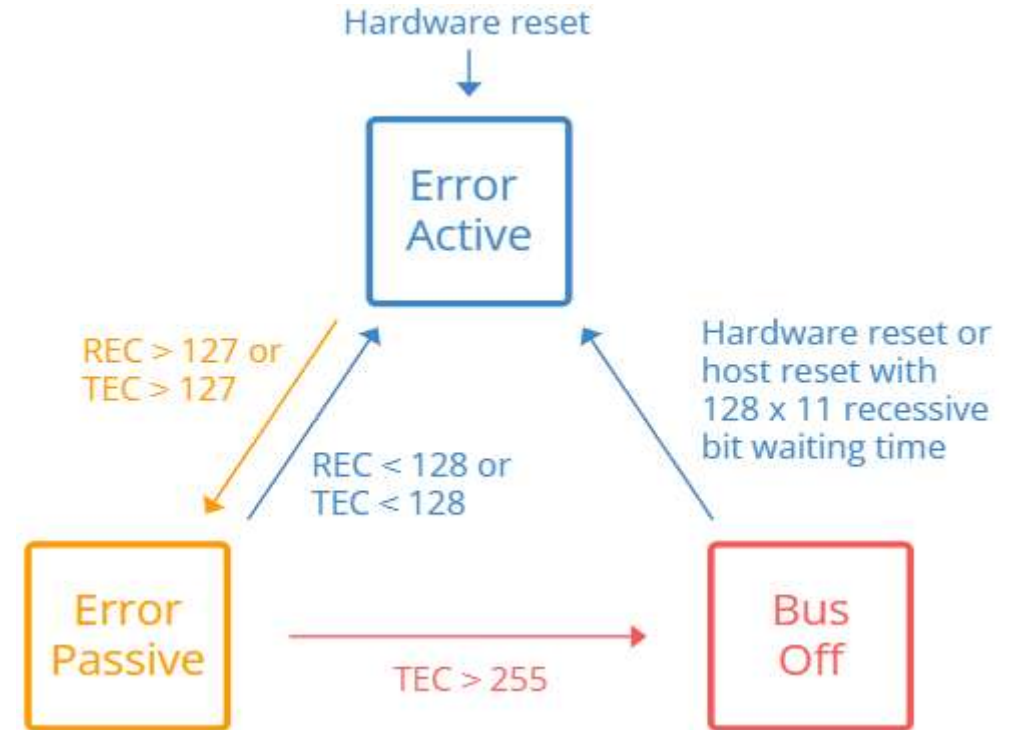 Hardware reset
Error
Active
REC > 127 or
TEC > 127
REC < 128 or
TEC < 128
Hardware reset or
host reset with
128 x 11 recessive
bit waiting time
Error
Passive
TEC > 255
Bus
Off